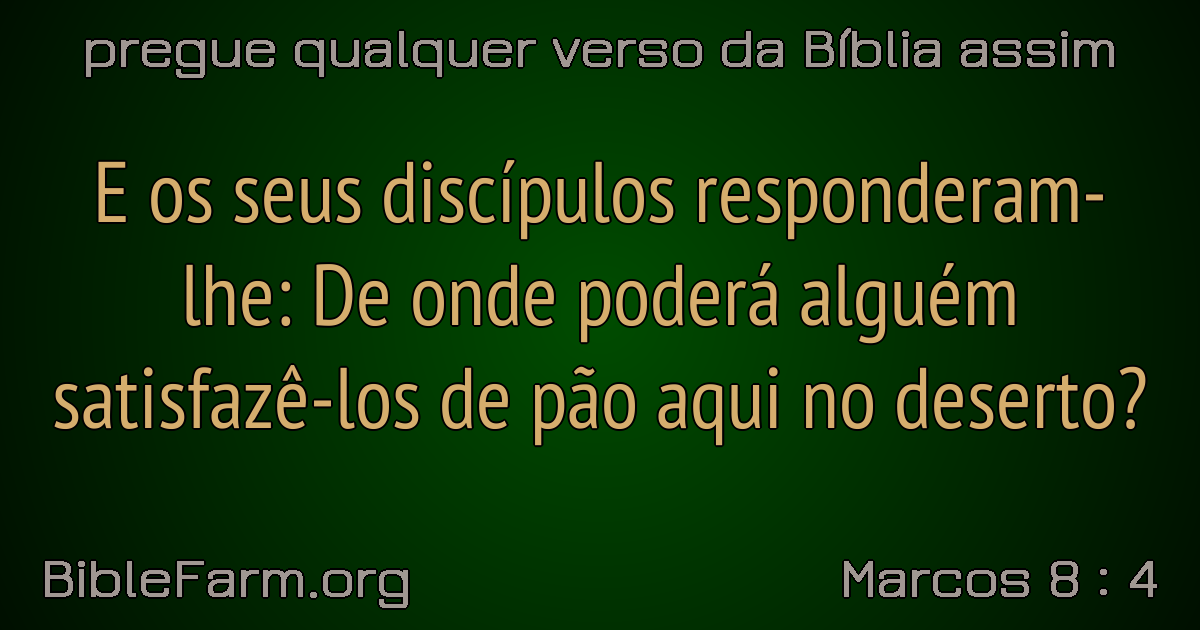 pregue qualquer verso da Bíblia assim
E os seus discípulos responderam-
lhe: De onde poderá alguém
satisfazê-los de pão aqui no deserto?
BibleFarm.org
Marcos 8 : 4